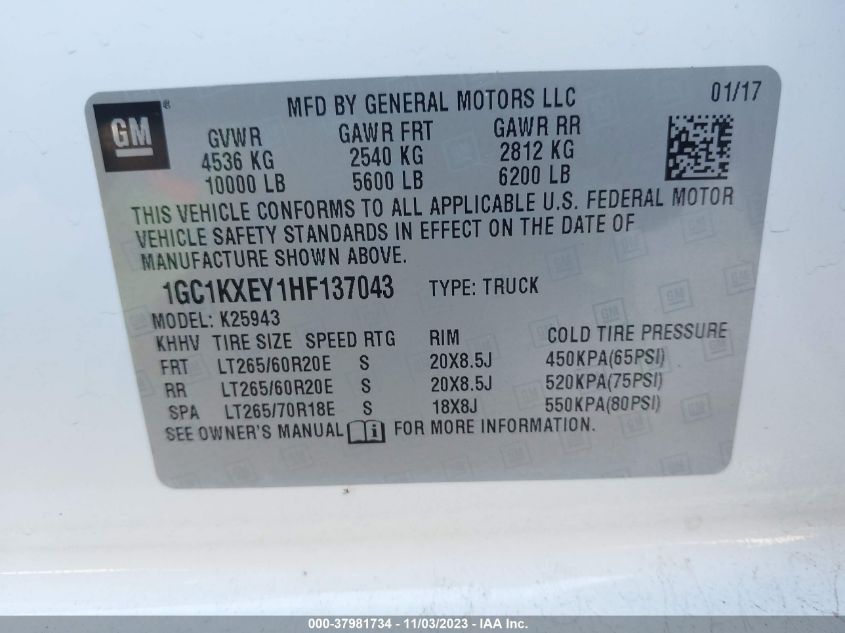 GM ® MFD BY GENERAL MOTORS LLC 01/17
GVWR GAWR FRT GAWR RR
4536 KG 2540 KG 2812 KG
10000 LB 5600 LB 6200 LB
THIS VEHICLE CONFORMS TO ALL APPLICABLE U.S. FEDERAL MOTOR
VEHICLE SAFETY STANDARDS IN EFFECT ON THE DATE OF
MANUFACTURE SHOWN ABOVE.
1GC1KXEY1HF137043 TYPE: TRUCK
MODEL: K25943
KHHV TIRE SIZE SPEED RTG RIM COLD TIRE PRESSURE
FRT LT265/60R20E S 20X8.5J 450KPA(65PSI)
RR LT265/60R20E S 20X8.5J 520KPA(75PSI)
SPA LT265/70R18E S 18X8J 550KPA(80PSI)
SEE OWNER'S MANUAL i FOR MORE INFORMATION.
000-37981734 - 11/03/2023 - IAA Inc.